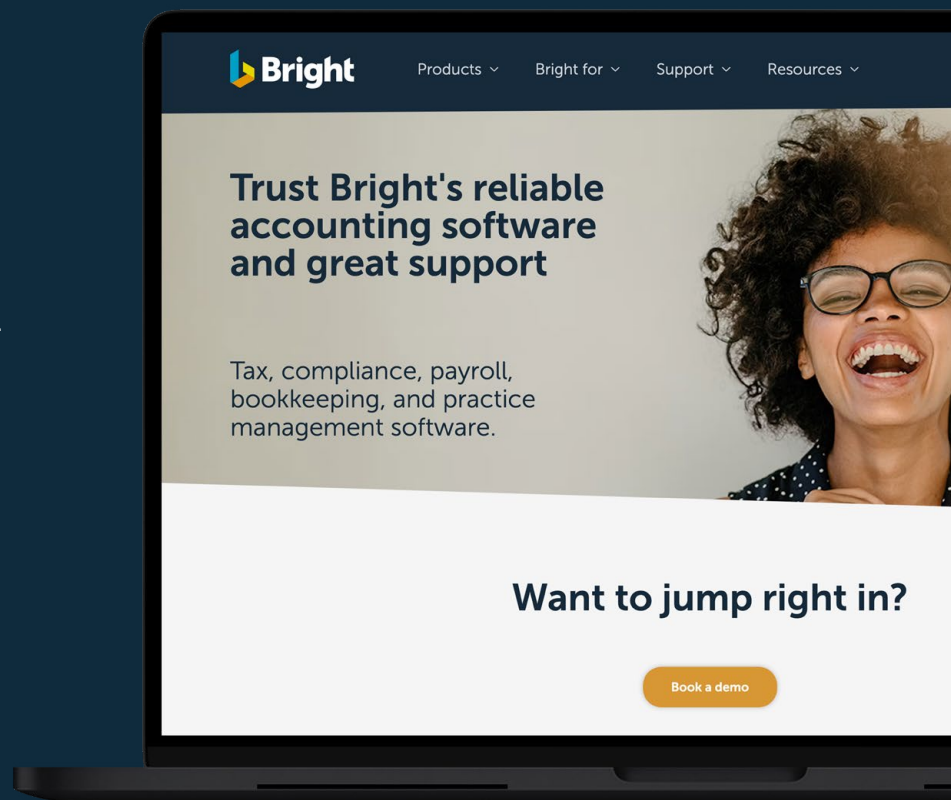 Bright
Products
Bright for
Support
Resources
Trust Bright's reliable
accounting software
and great support
Tax, compliance, payroll,
bookkeeping, and practice
management software.
Want to jump right in?
Book a demo